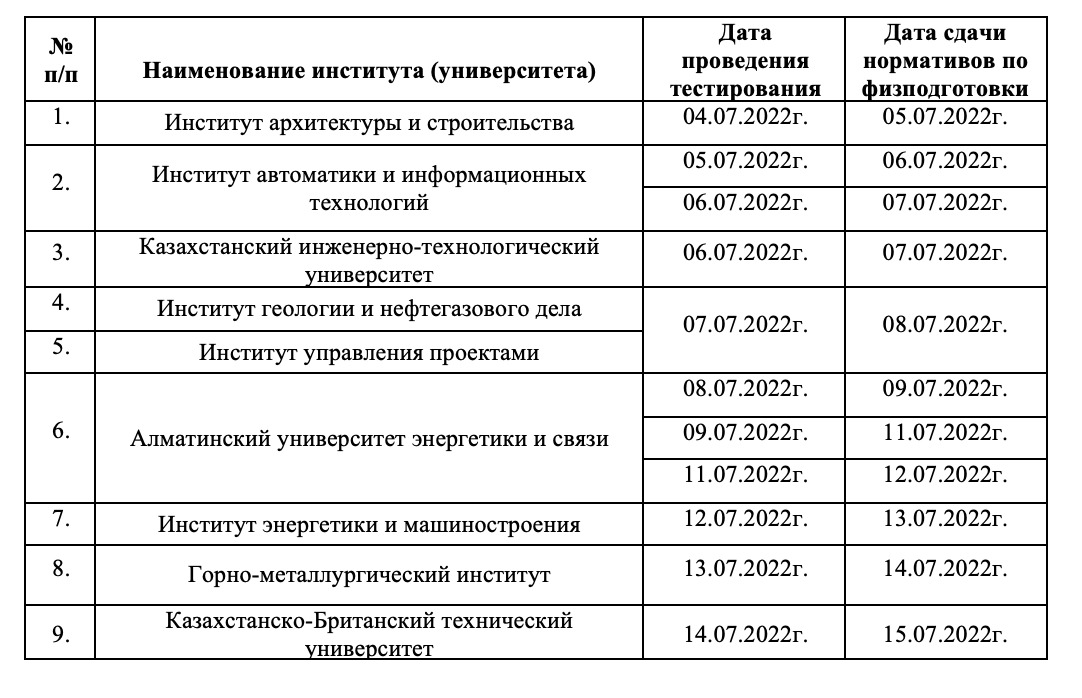 №
п/п
Наименование института (университета)
Дата
проведения
тестирования
Дата сдачи
нормативов по
физподготовки
1.
Институт архитектуры и строительства
04.07.2022г.
05.07.2022г.
2.
Институт автоматики и информационных
технологий
05.07.2022г.
06.07.2022г.
06.07.2022г.
07.07.2022г.
3.
Казахстанский инженерно-технологический
университет
06.07.2022г.
07.07.2022г.
4.
Институт геологии и нефтегазового дела
07.07.2022г.
08.07.2022г.
5.
Институт управления проектами
6.
Алматинский университет энергетики и связи
08.07.2022г.
09.07.2022г.
09.07.2022г.
11.07.2022г.
11.07.2022г.
12.07.2022г.
7.
Институт энергетики и машиностроения
12.07.2022г.
13.07.2022г.
8.
Горно-металлургический институт
13.07.2022г.
14.07.2022г.
9.
Казахстанско-Британский технический
университет
14.07.2022г.
15.07.2022г.